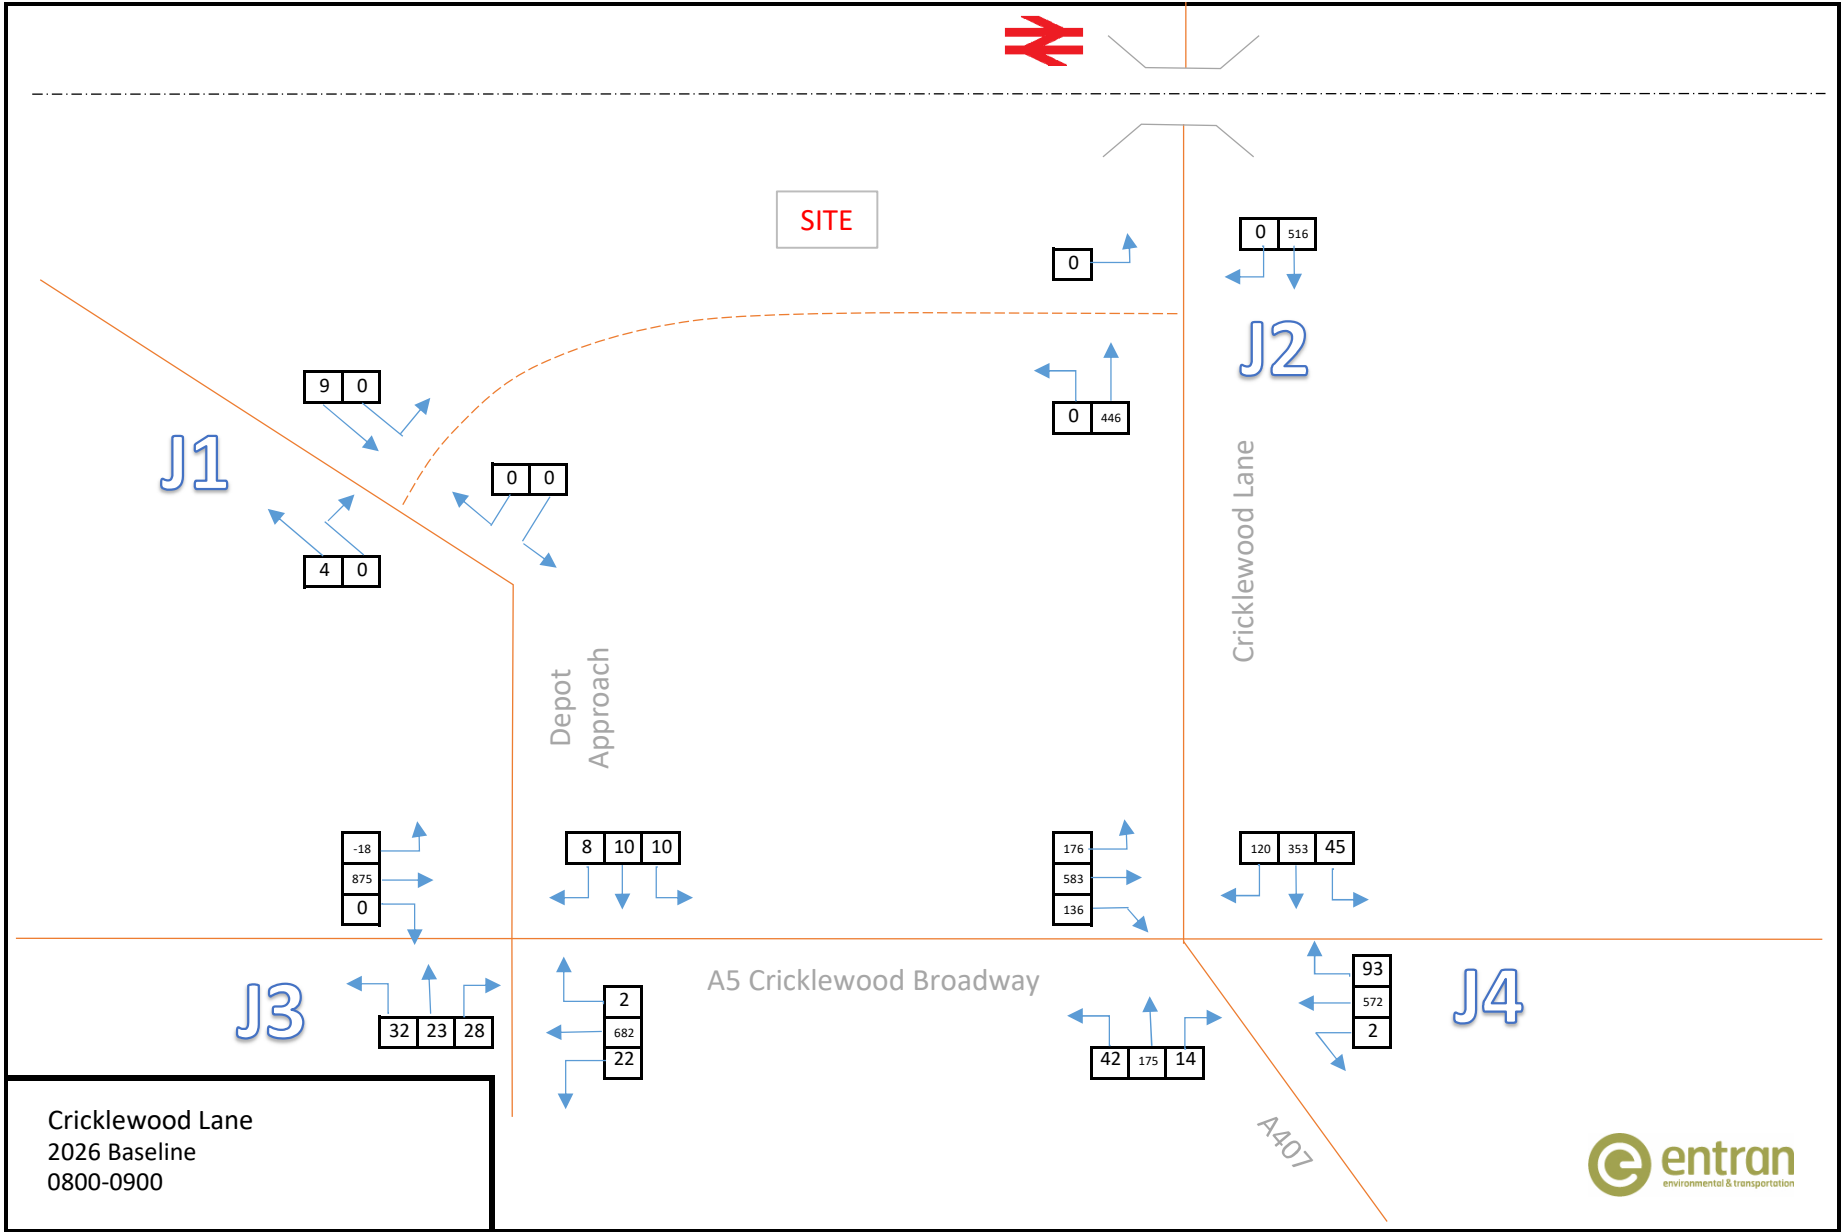 SITE
0 516
0
J2
0 446
9 0
J1
0 0
4 0
Cricklewood Lane
Depot
Approach
-18
875
0
8 10 10
176
583
136
120 353 45
A5 Cricklewood Broadway
J3
32 23 28
2
682
22
42 175 14
93
572
2
J4
A407
Cricklewood Lane
2026 Baseline
0800-0900
entran
environmental & transportation